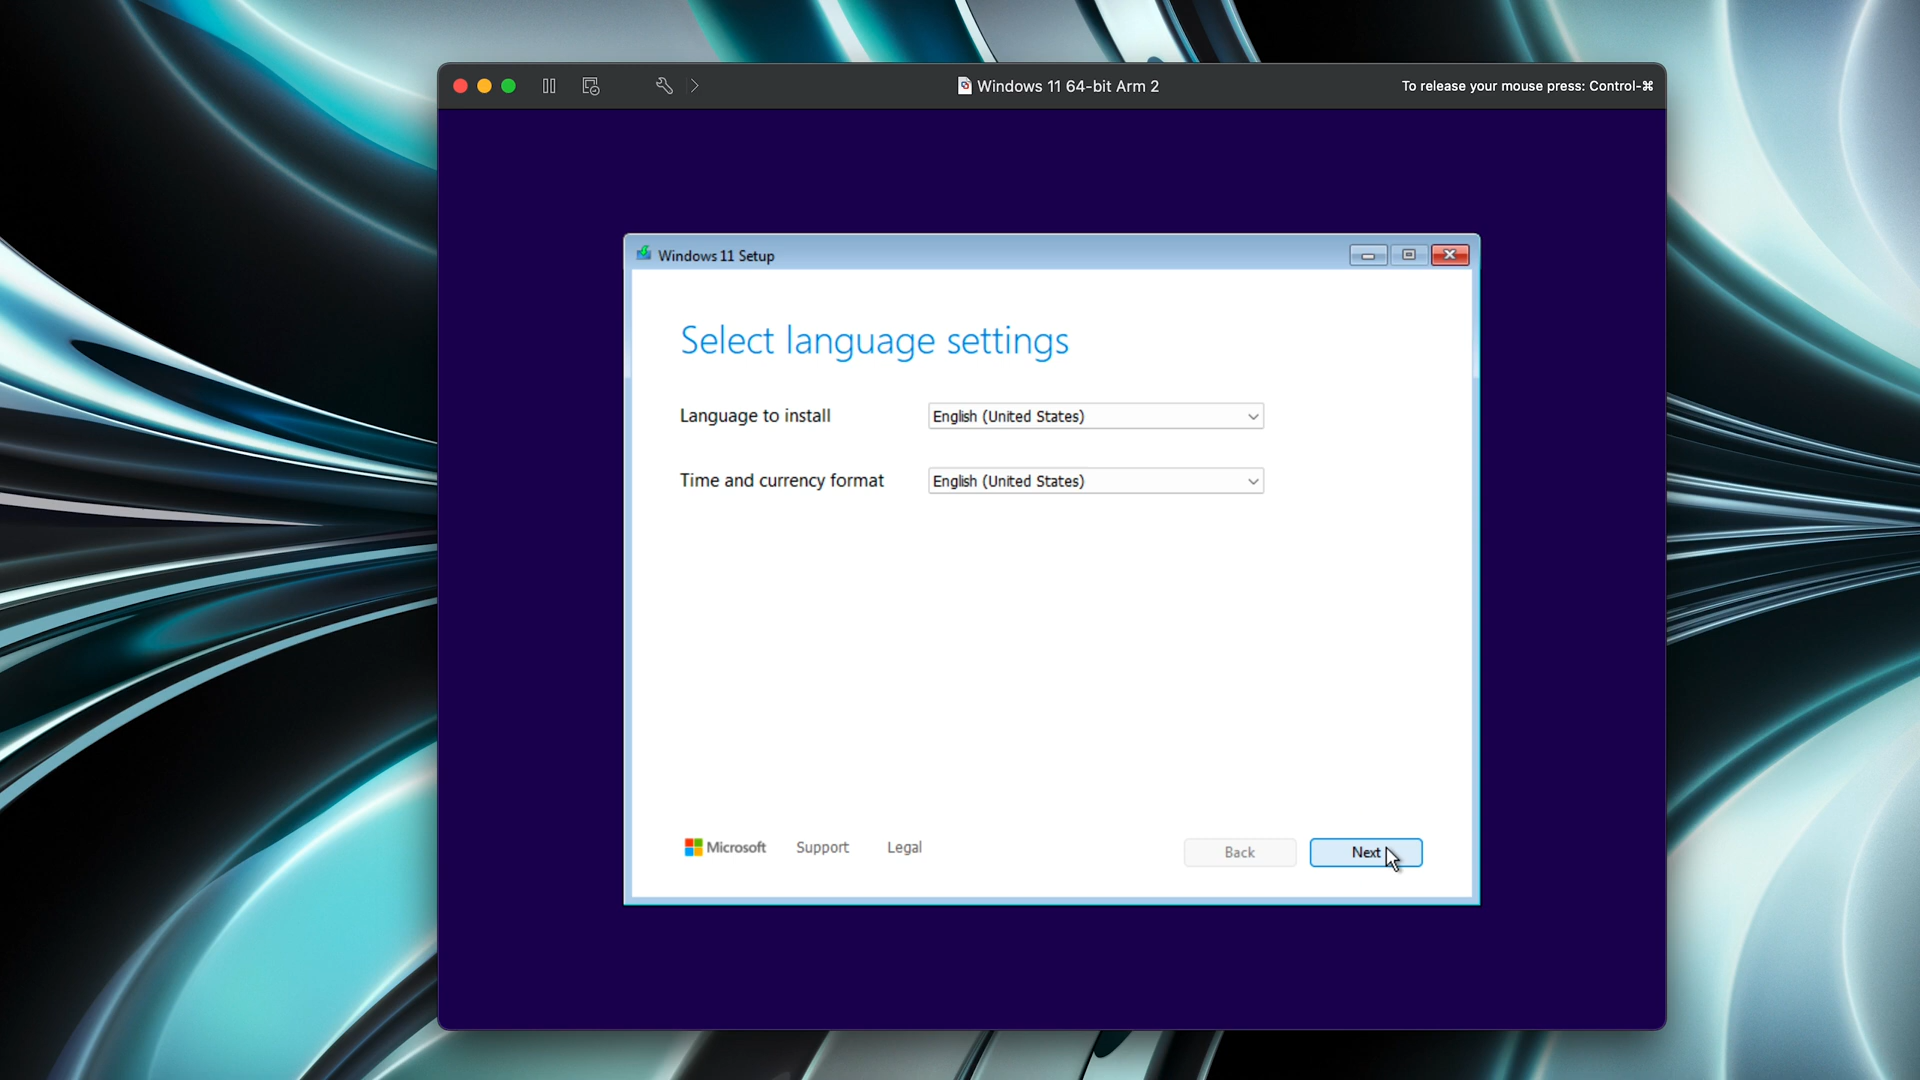 Windows 11 64-bit Arm 2
To release your mouse press: Control-⌘
Windows 11 Setup
Select language settings
Language to install
English (United States)
Time and currency format
English (United States)
Microsoft Support Legal
Back Next